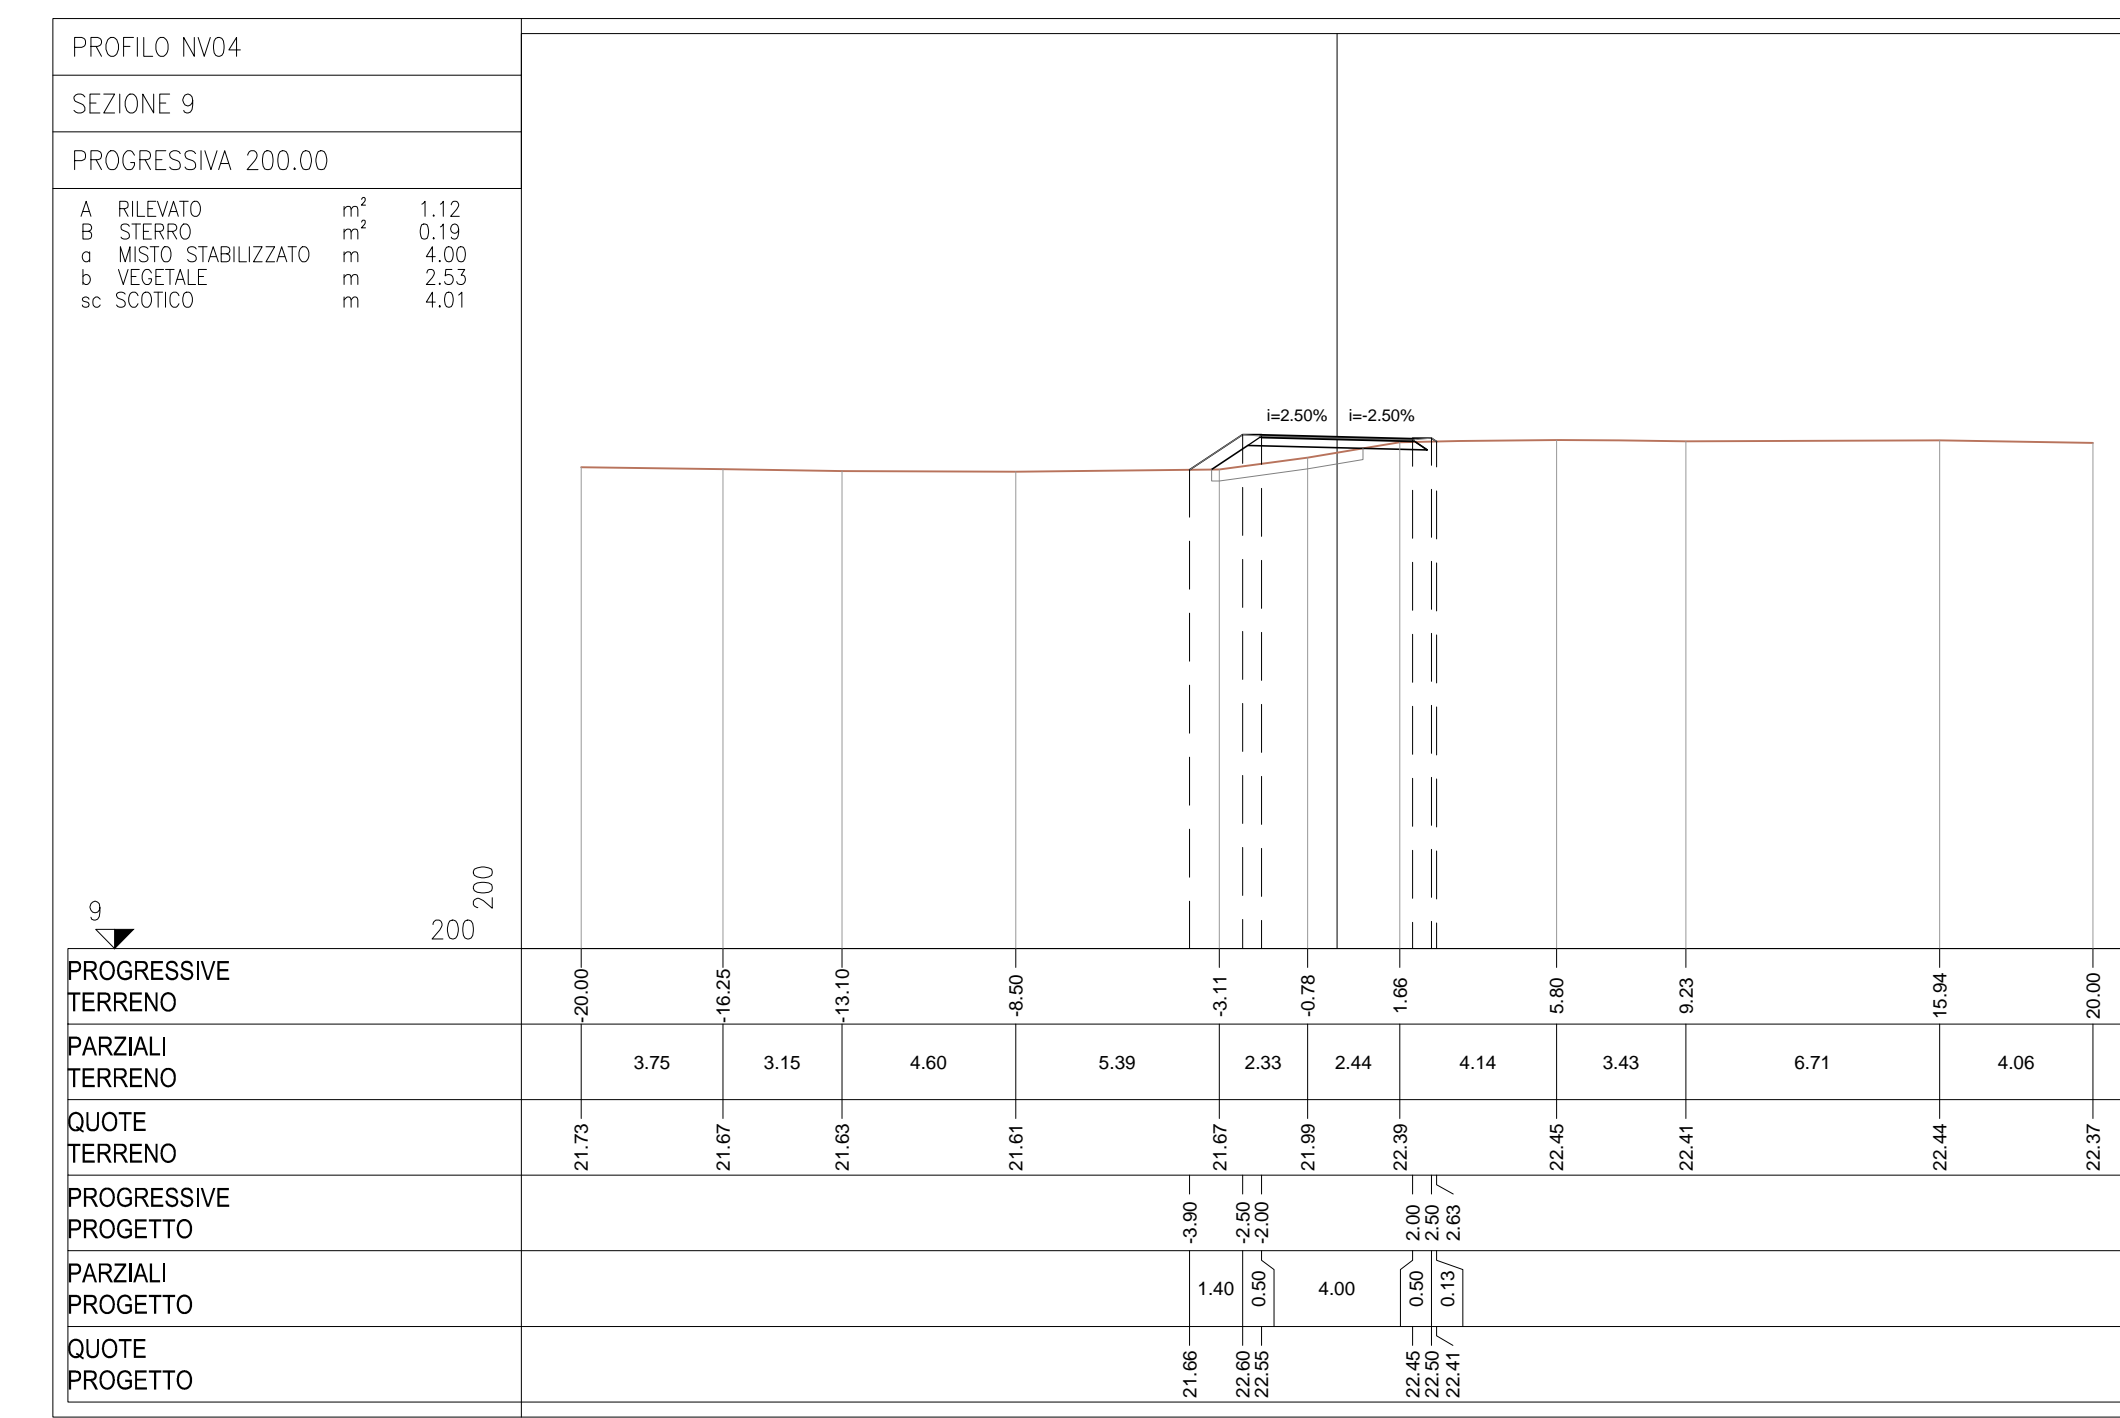 PROFILO NV04
SEZIONE 9
PROGRESSIVA 200.00
A RILEVATO m² 1.12
B STERRO m² 0.19
a MISTO STABILIZZATO m 4.00
b VEGETALE m 2.53
sc SCOTICO m 4.01
i=2.50% i=-2.50%
9
200
200
PROGRESSIVE TERRENO
-20.00 -16.25 -13.10 -8.50 -3.11 -0.78 1.66 5.80 9.23 15.94 20.00
PARZIALI TERRENO
3.75 3.15 4.60 5.39 2.33 2.44 4.14 3.43 6.71 4.06
QUOTE TERRENO
21.73 21.67 21.63 21.61 21.67 21.99 22.39 22.45 22.41 22.44 22.37
PROGRESSIVE PROGETTO
-3.90 -2.50 -2.00 2.00 2.50 2.63
PARZIALI PROGETTO
1.40 0.50 4.00 0.50 0.13
QUOTE PROGETTO
21.66 22.60 22.55 22.45 22.50 22.41